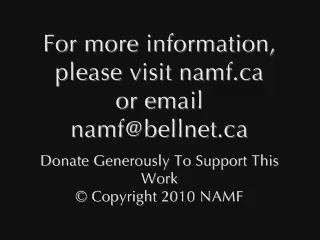 For more information,
please visit namf.ca
or email
namf@bellnet.ca
Donate Generously To Support This
Work
© Copyright 2010 NAMF